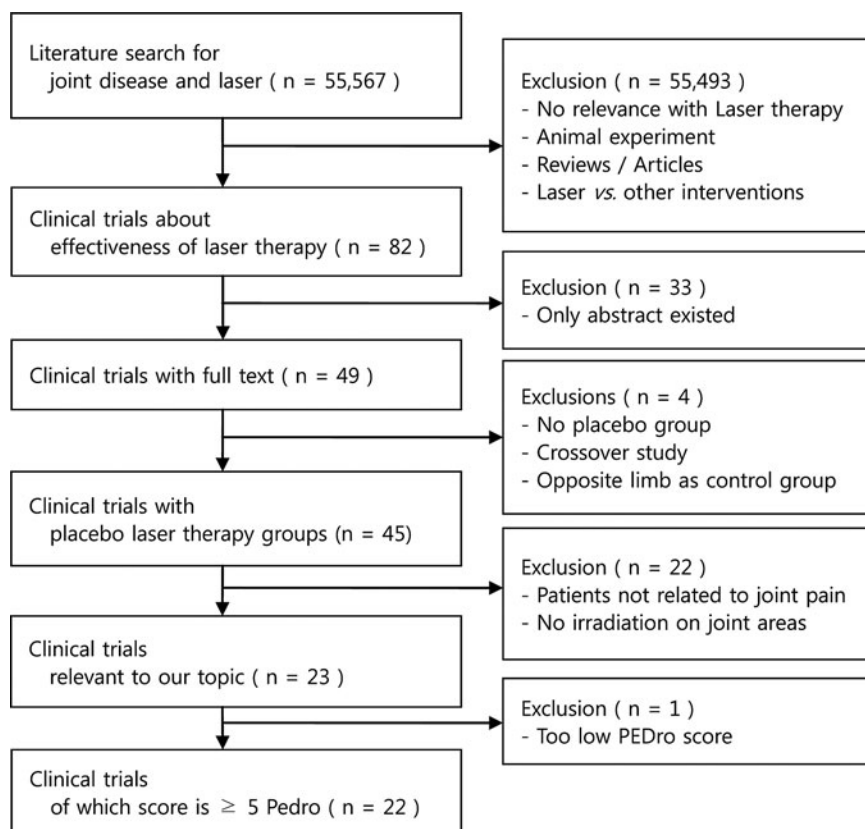 Literature search for
joint disease and laser ( n = 55,567 )
Exclusion ( n = 55,493 )
- No relevance with Laser therapy
- Animal experiment
- Reviews / Articles
- Laser vs. other interventions
Clinical trials about
effectiveness of laser therapy ( n = 82 )
Exclusion ( n = 33 )
- Only abstract existed
Clinical trials with full text ( n = 49 )
Exclusions ( n = 4 )
- No placebo group
- Crossover study
- Opposite limb as control group
Clinical trials with
placebo laser therapy groups (n = 45)
Exclusion ( n = 22 )
- Patients not related to joint pain
- No irradiation on joint areas
Clinical trials
relevant to our topic ( n = 23 )
Exclusion ( n = 1 )
- Too low PEDro score
Clinical trials
of which score is ≥ 5 Pedro ( n = 22 )